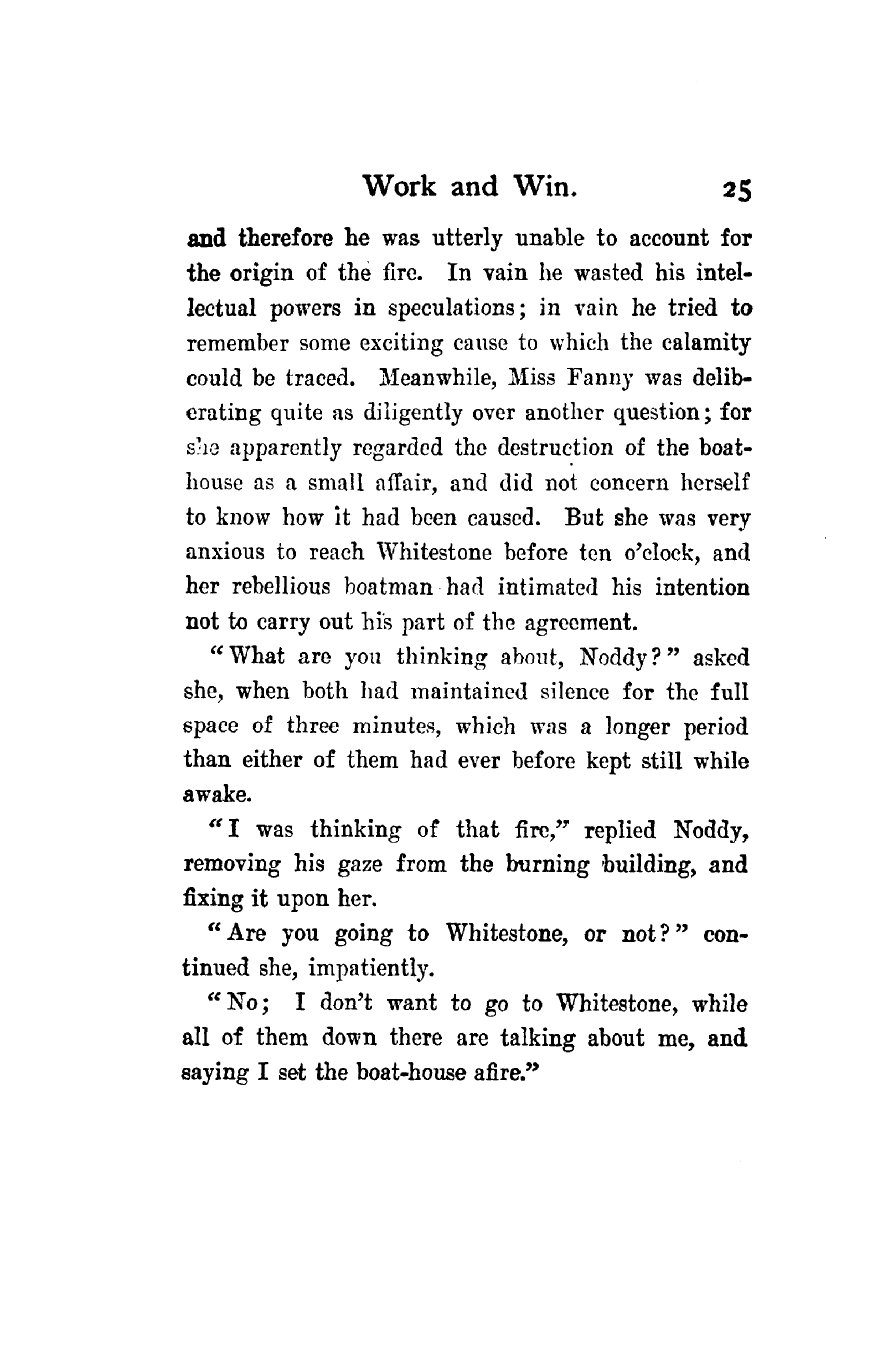 Work and Win. 25
and therefore he was utterly unable to account for
the origin of the fire. In vain he wasted his intel-
lectual powers in speculations; in vain he tried to
remember some exciting cause to which the calamity
could be traced. Meanwhile, Miss Fanny was delib-
erating quite as diligently over another question; for
she apparently regarded the destruction of the boat-
house as a small affair, and did not concern herself
to know how it had been caused. But she was very
anxious to reach Whitestone before ten o'clock, and
her rebellious boatman had intimated his intention
not to carry out his part of the agreement.
"What are you thinking about, Noddy?" asked
she, when both had maintained silence for the full
space of three minutes, which was a longer period
than either of them had ever before kept still while
awake.
"I was thinking of that fire," replied Noddy,
removing his gaze from the burning building, and
fixing it upon her.
"Are you going to Whitestone, or not?" con-
tinued she, impatiently.
"No; I don't want to go to Whitestone, while
all of them down there are talking about me, and
saying I set the boat-house afire."